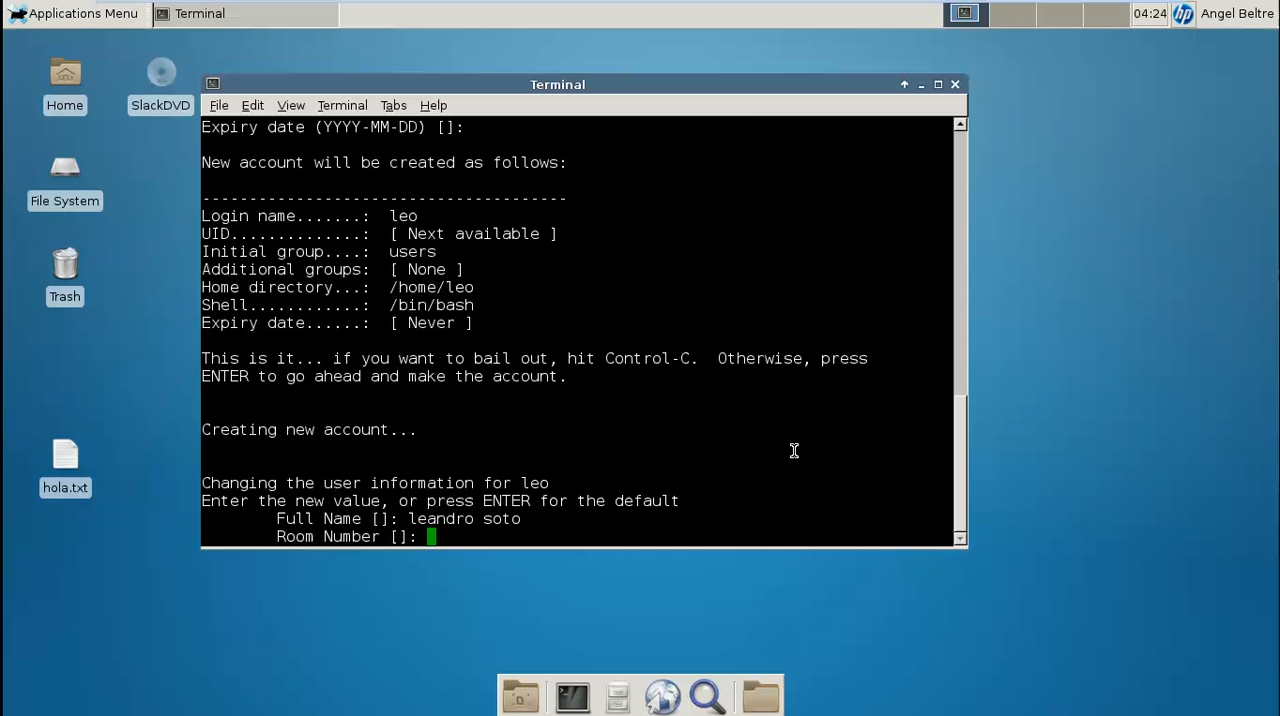 Applications Menu
Terminal
04:24
hp
Angel Beltre
Home
SlackDVD
File System
Trash
hola.txt
Terminal
File Edit View Terminal Tabs Help
Expiry date (YYYY-MM-DD) []:
New account will be created as follows:
---------------------------------------
Login name.......:  leo
UID..............:  [ Next available ]
Initial group....:  users
Additional groups:  [ None ]
Home directory...:  /home/leo
Shell............:  /bin/bash
Expiry date......:  [ Never ]
This is it... if you want to bail out, hit Control-C.  Otherwise, press
ENTER to go ahead and make the account.
Creating new account...
Changing the user information for leo
Enter the new value, or press ENTER for the default
Full Name []: leandro soto
Room Number []: